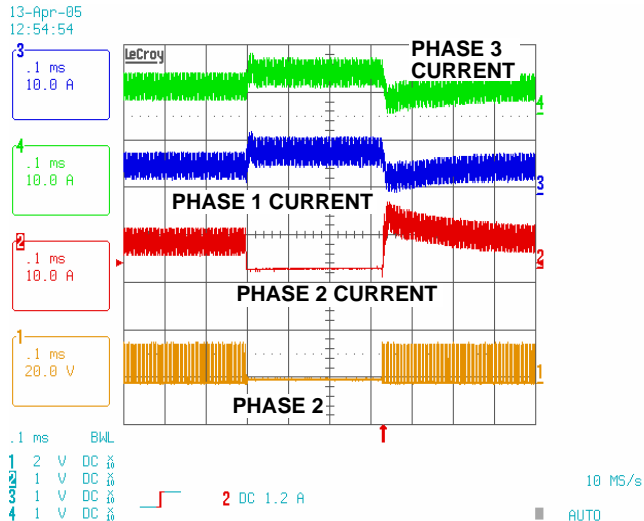 13-Apr-05
12:54:54
LeCroy
PHASE 3
CURRENT
3
.1 ms
10.0 A
4
.1 ms
10.0 A
2
.1 ms
10.0 A
1
.1 ms
20.0 V
PHASE 1 CURRENT
PHASE 2 CURRENT
PHASE 2
4
3
2
1
.1 ms BWL
1 2 V DC X10
2 1 V DC X10
3 1 V DC X10
4 1 V DC X10
2 DC 1.2 A
10 MS/s
AUTO